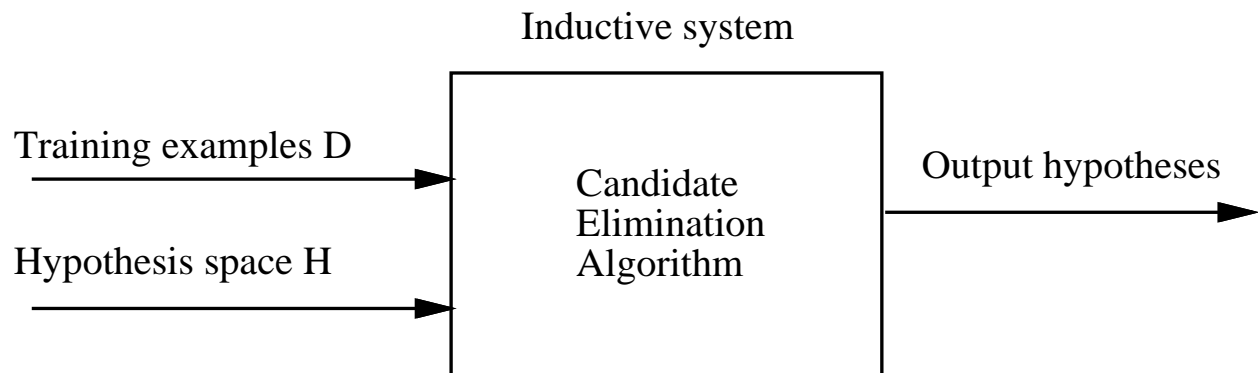 Inductive system
Training examples D
Hypothesis space H
Candidate
Elimination
Algorithm
Output hypotheses